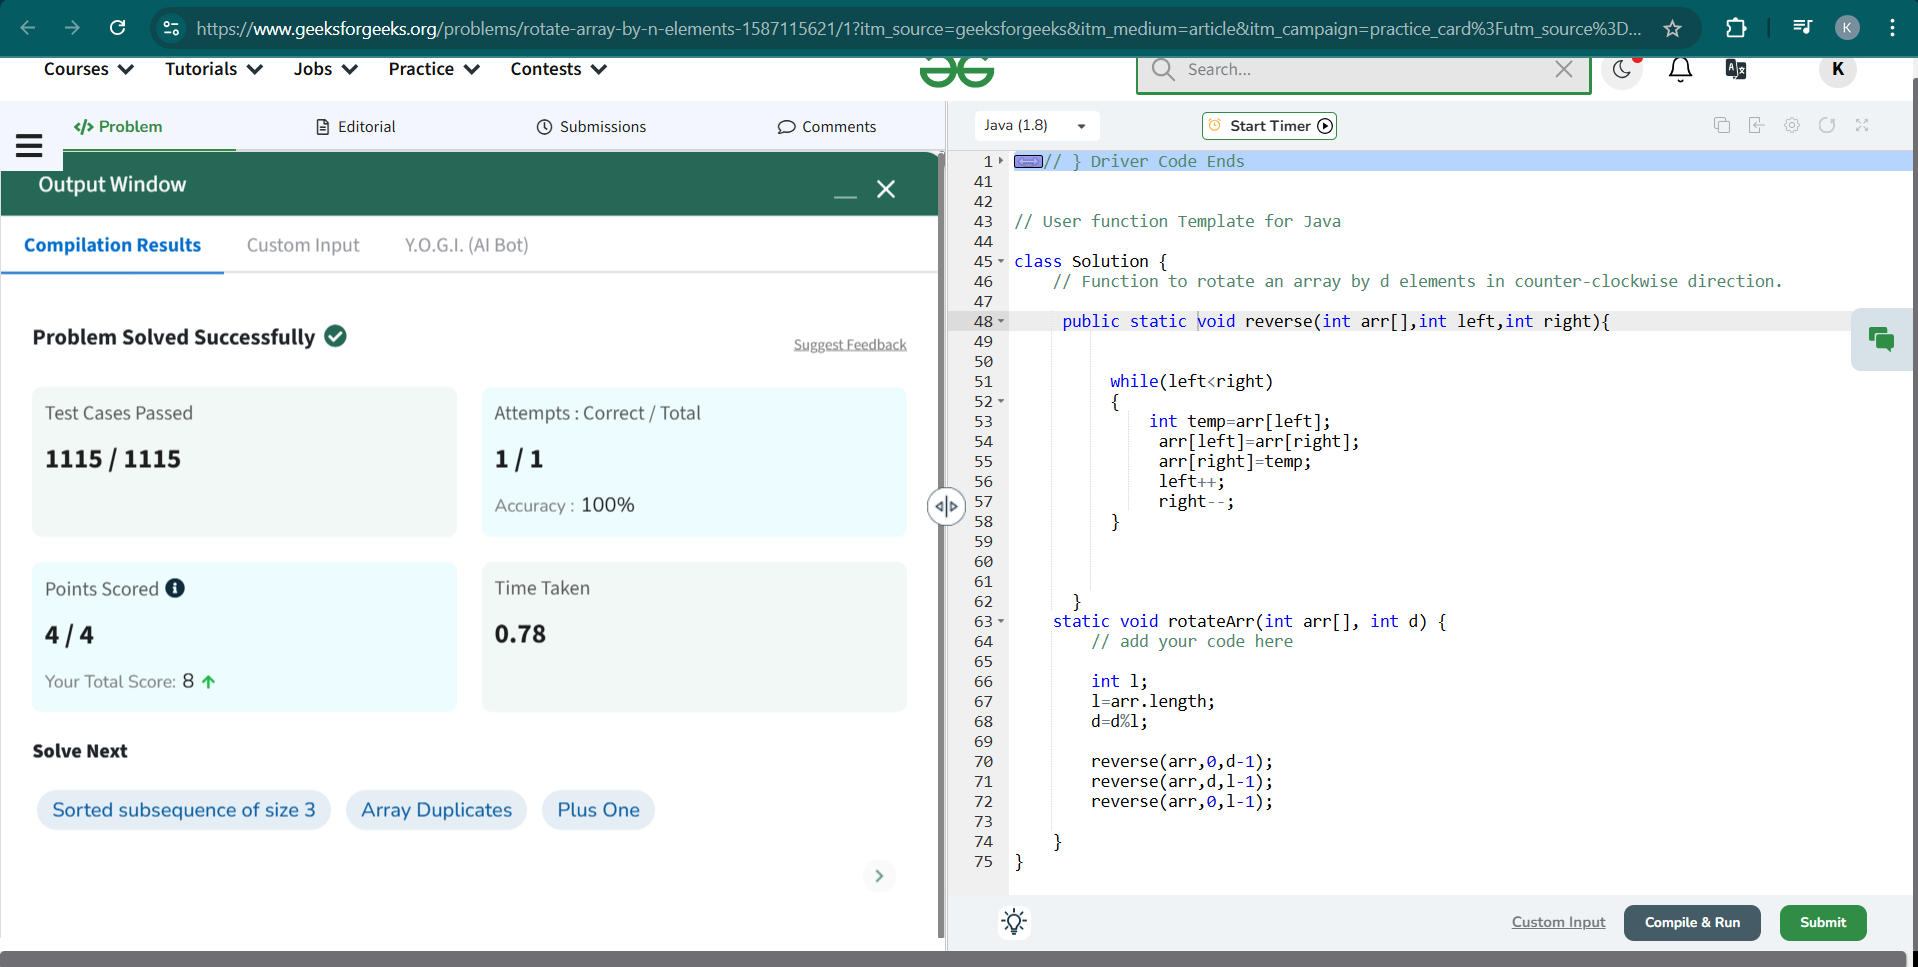 https://www.geeksforgeeks.org/problems/rotate-array-by-n-elements-1587115621/1?itm_source=geeksforgeeks&itm_medium=article&itm_campaign=practice_card%3Futm_source%3D...
K
Courses Tutorials Jobs Practice Contests
Search...
K
</> Problem Editorial Submissions Comments
Java (1.8) Start Timer
Output Window
Compilation Results Custom Input Y.O.G.I. (AI Bot)
Problem Solved Successfully
Suggest Feedback
Test Cases Passed
1115 / 1115
Attempts : Correct / Total
1 / 1
Accuracy : 100%
Points Scored
4 / 4
Your Total Score: 8
Time Taken
0.78
Solve Next
Sorted subsequence of size 3 Array Duplicates Plus One
1 // } Driver Code Ends
41
42
43 // User function Template for Java
44
45 class Solution {
46 // Function to rotate an array by d elements in counter-clockwise direction.
47
48 public static void reverse(int arr[],int left,int right){
49
50
51 while(left<right)
52 {
53 int temp=arr[left];
54 arr[left]=arr[right];
55 arr[right]=temp;
56 left++;
57 right--;
58 }
59
60
61
62 }
63 static void rotateArr(int arr[], int d) {
64 // add your code here
65
66 int l;
67 l=arr.length;
68 d=d%l;
69
70 reverse(arr,0,d-1);
71 reverse(arr,d,l-1);
72 reverse(arr,0,l-1);
73
74 }
75 }
Custom Input Compile & Run Submit